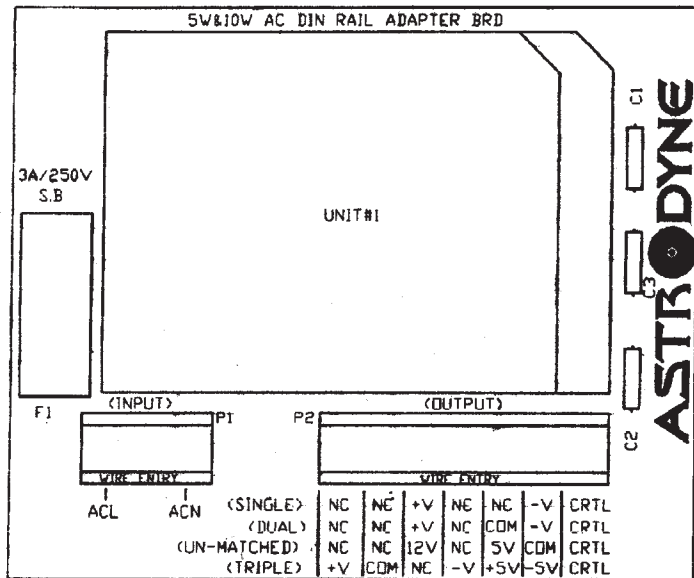 5W&10W AC DIN RAIL ADAPTER BRD
C1
3A/250V
S.B
UNIT#1
ASTRODYNE
C3
F1
(INPUT)
P1
P2
(OUTPUT)
C2
WIRE ENTRY
WIRE ENTRY
ACL
ACN
(SINGLE) NC NC +V NC NC -V CRTL
(DUAL) NC NC +V NC COM -V CRTL
(UN-MATCHED) NC NC 12V NC 5V COM CRTL
(TRIPLE) +V COM NC -V +5V -5V CRTL